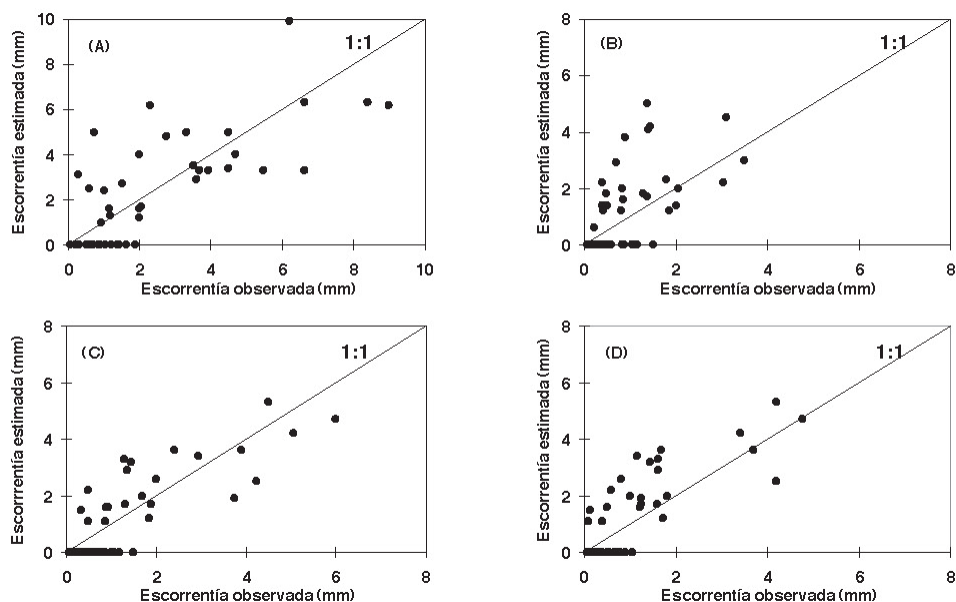 (A)
1:1
Escorrentía estimada (mm)
10
8
6
4
2
0
0 2 4 6 8 10
Escorrentía observada (mm)
(B)
1:1
Escorrentía estimada (mm)
8
6
4
2
0
0 2 4 6 8
Escorrentía observada (mm)
(C)
1:1
Escorrrentía estimada (mm)
8
6
4
2
0
0 2 4 6 8
Escorrentía observada (mm)
(D)
1:1
Escorrentía estimada (mm)
8
6
4
2
0
0 2 4 6 8
Escorrentía observada (mm)